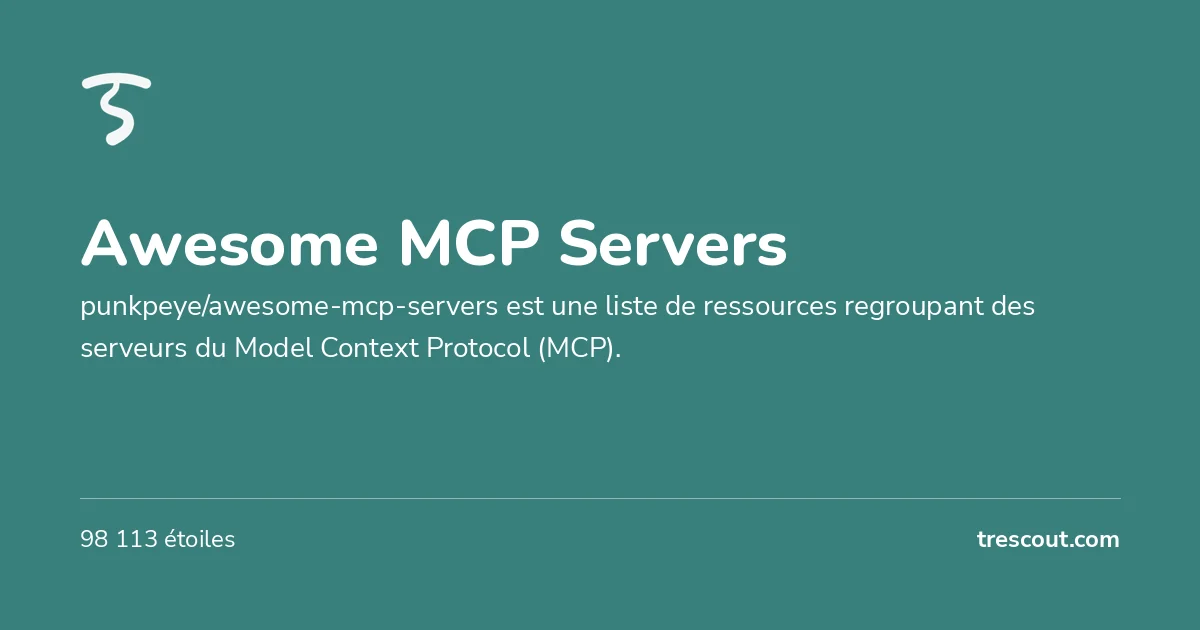 Awesome MCP Servers
punkpeye/awesome-mcp-servers est une liste de ressources regroupant des
serveurs du Model Context Protocol (MCP).
98 113 étoiles
trescout.com